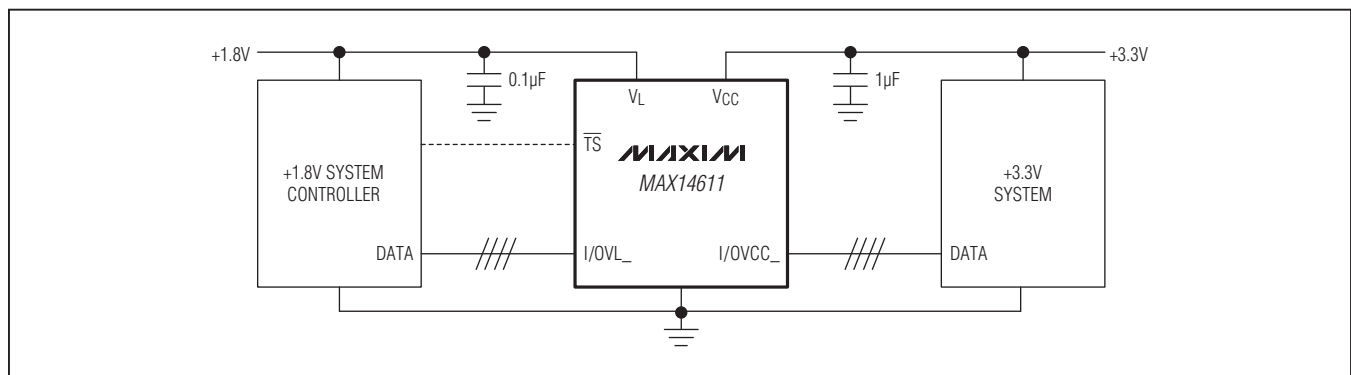 +1.8V
+3.3V
0.1µF
1µF
VL
VCC
TS
MAXIM
MAX14611
+1.8V SYSTEM
CONTROLLER
+3.3V
SYSTEM
DATA
I/OVL_
I/OVCC_
DATA